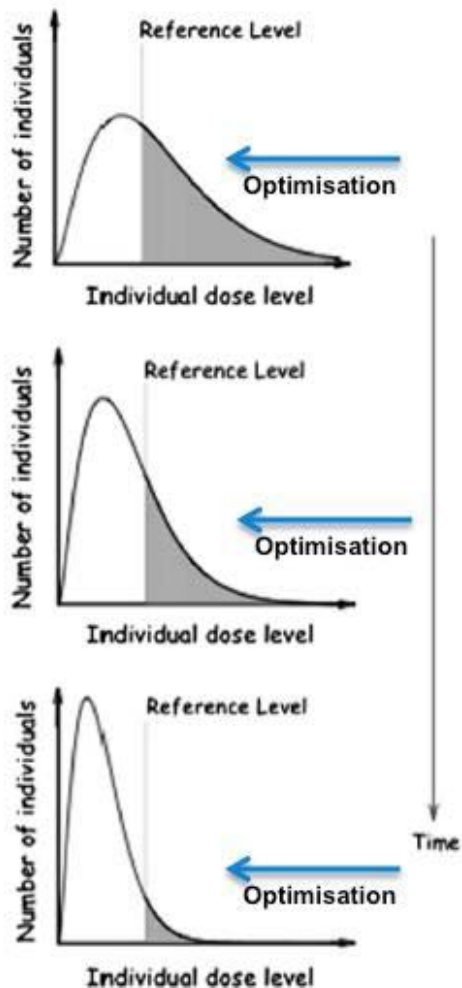 Number of individuals
Reference Level
Optimisation
Individual dose level
Number of individuals
Reference Level
Optimisation
Individual dose level
Number of individuals
Reference Level
Time
Optimisation
Individual dose level